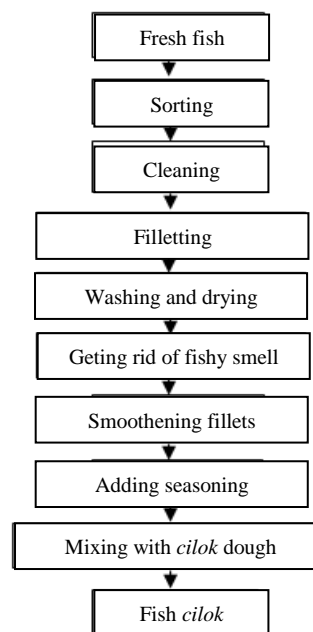 Fresh fish
Sorting
Cleaning
Filletting
Washing and drying
Geting rid of fishy smell
Smoothening fillets
Adding seasoning
Mixing with cilok dough
Fish cilok